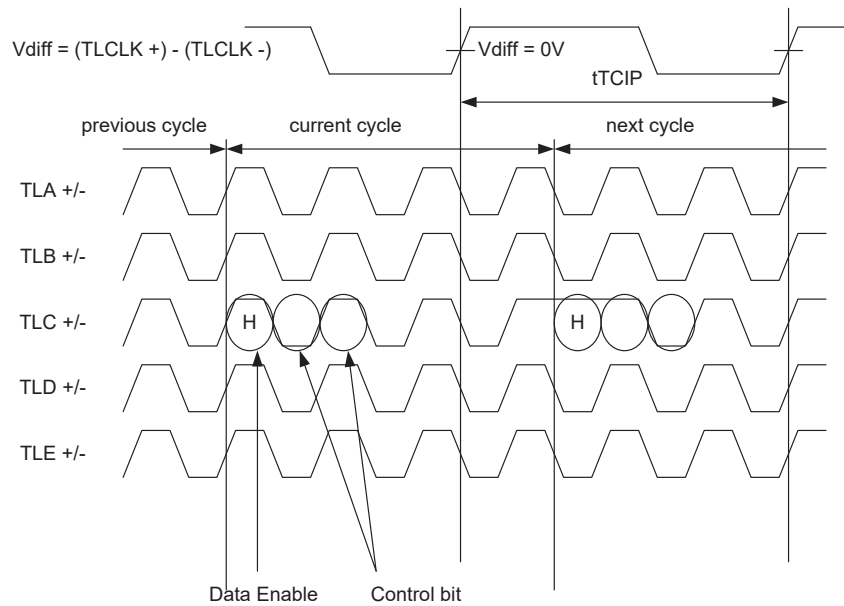 Vdiff = (TLCLK +) - (TLCLK -)
Vdiff = 0V
tTCIP
previous cycle
current cycle
next cycle
TLA +/-
TLB +/-
TLC +/-
H
H
TLD +/-
TLE +/-
Data Enable
Control bit